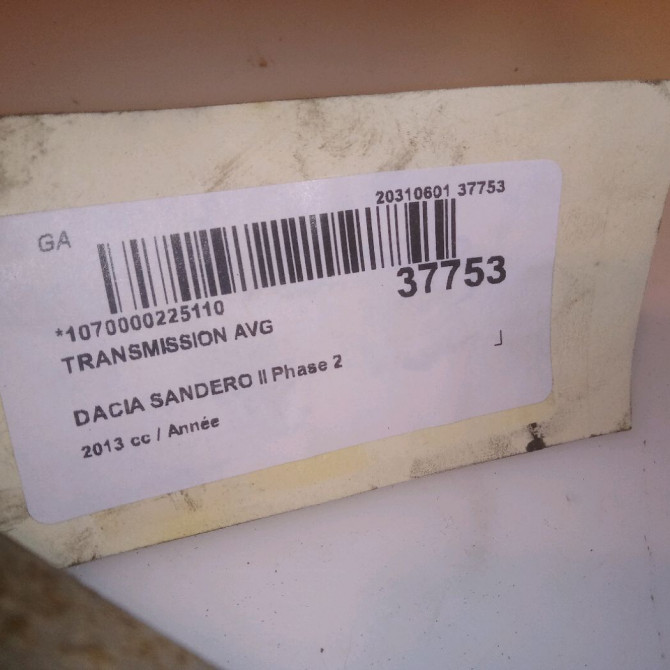 20310601 37753
GA
37753
*1070000225110
TRANSMISSION AVG
DACIA SANDERO II Phase 2
2013 cc / Année